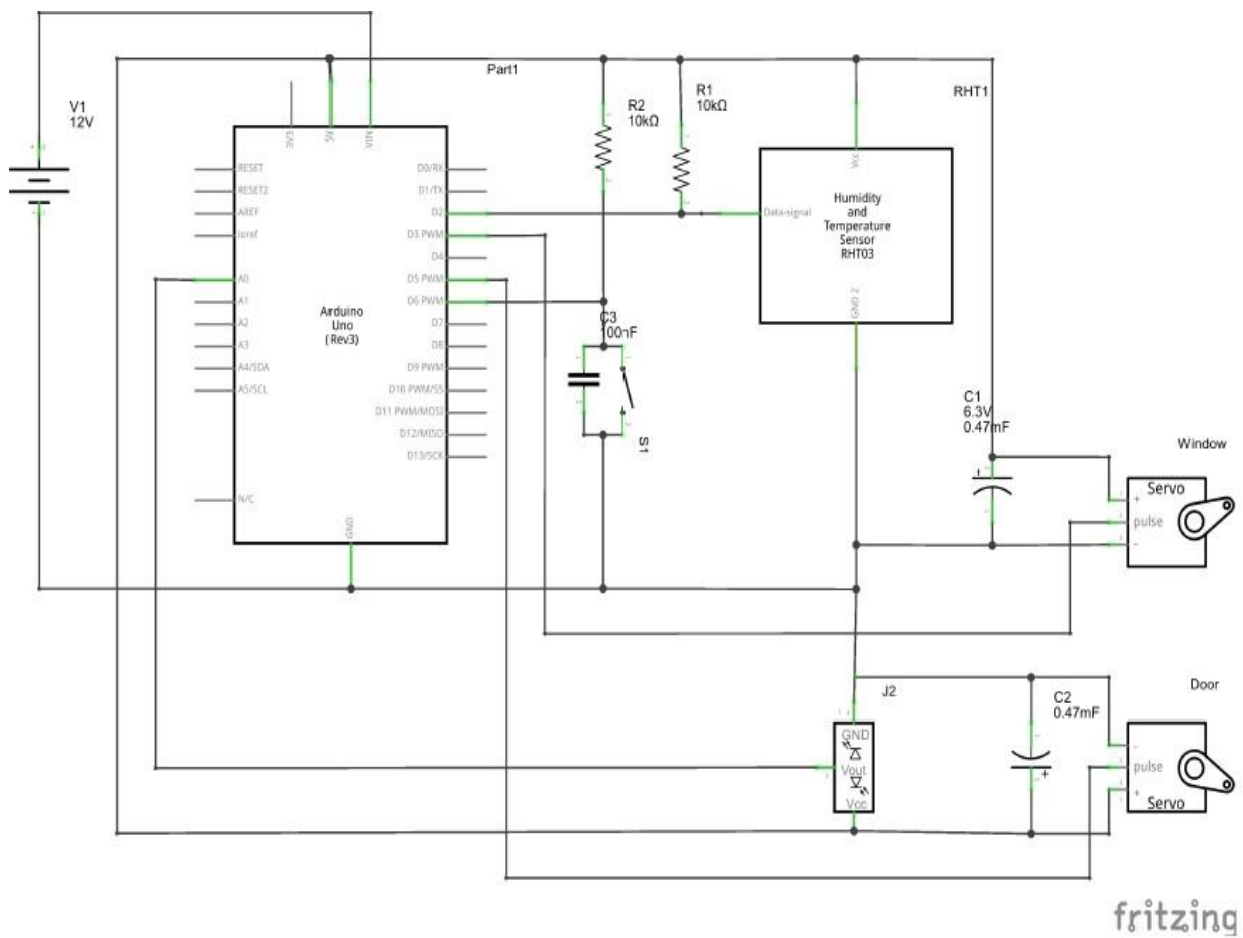 Part1
V1
12V
R2
10kΩ
R1
10kΩ
RHT1
3V3
5V
VIN
RESET
RESET2
AREF
ioref
A0
A1
A2
A3
A4/SDA
A5/SCL
N/C
GND
Arduino
Uno
(Rev3)
D0/RX
D1/TX
D2
D3 PWM
D4
D5 PWM
D6 PWM
D7
D8
D9 PWM
D10 PWM/SS
D11 PWM/MOSI
D12/MISO
D13/SCK
C3
100nF
S1
Vcc
Data-signal
Humidity
and
Temperature
Sensor
RHT03
GND 2
C1
6.3V
0.47mF
+
Window
Servo
+
pulse
-
J2
GND
Vout
Vcc
C2
0.47mF
+
Door
-
pulse
+
Servo
fritzing